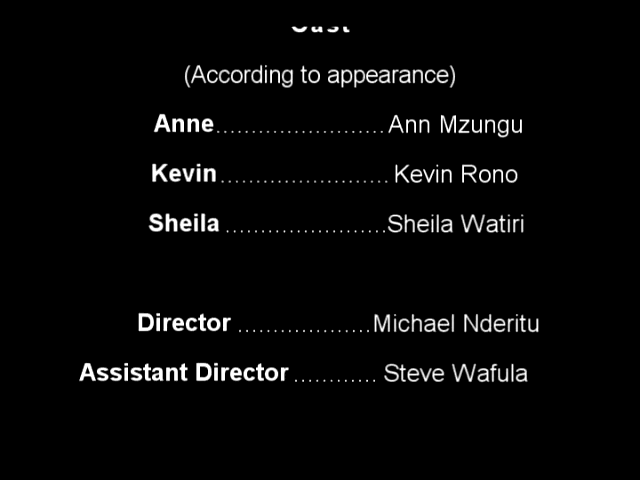 Cast
(According to appearance)
Anne........................Ann Mzungu
Kevin........................Kevin Rono
Sheila .......................Sheila Watiri
Director ...................Michael Nderitu
Assistant Director ............ Steve Wafula